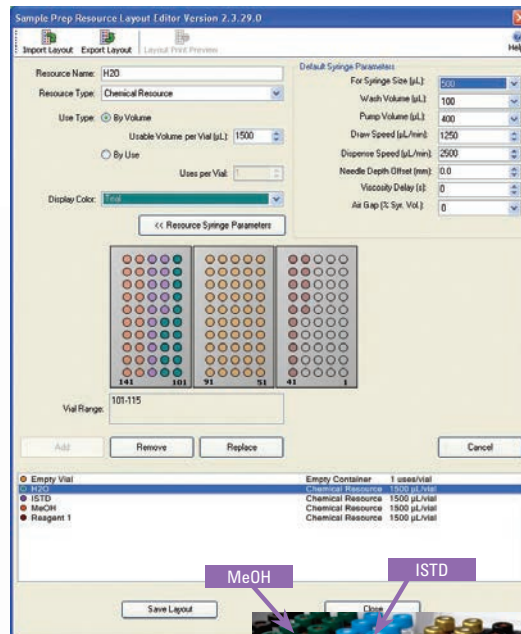 Sample Prep Resource Layout Editor Version 2.3.29.0
Import Layout Export Layout Layout Print Preview Help
Resource Name: H2O
Resource Type: Chemical Resource
Use Type: By Volume
Usable Volume per Vial (µL): 1500
By Use
Uses per Vial: 1
Display Color: Teal
<< Resource Syringe Parameters
Default Syringe Parameters
For Syringe Size (µL): 500
Wash Volume (µL): 100
Pump Volume (µL): 400
Draw Speed (µL/min): 1250
Dispense Speed (µL/min): 2500
Needle Depth Offset (mm): 0.0
Viscosity Delay (s): 0
Air Gap (% Syr. Vol.): 0
141 101 91 51 41 1
Vial Range: 101-115
Add Remove Replace Cancel
Empty Vial Empty Container 1 uses/vial
H2O Chemical Resource 1500 µL/vial
ISTD Chemical Resource 1500 µL/vial
MeOH Chemical Resource 1500 µL/vial
Reagent 1 Chemical Resource 1500 µL/vial
MeOH ISTD
Save Layout Close